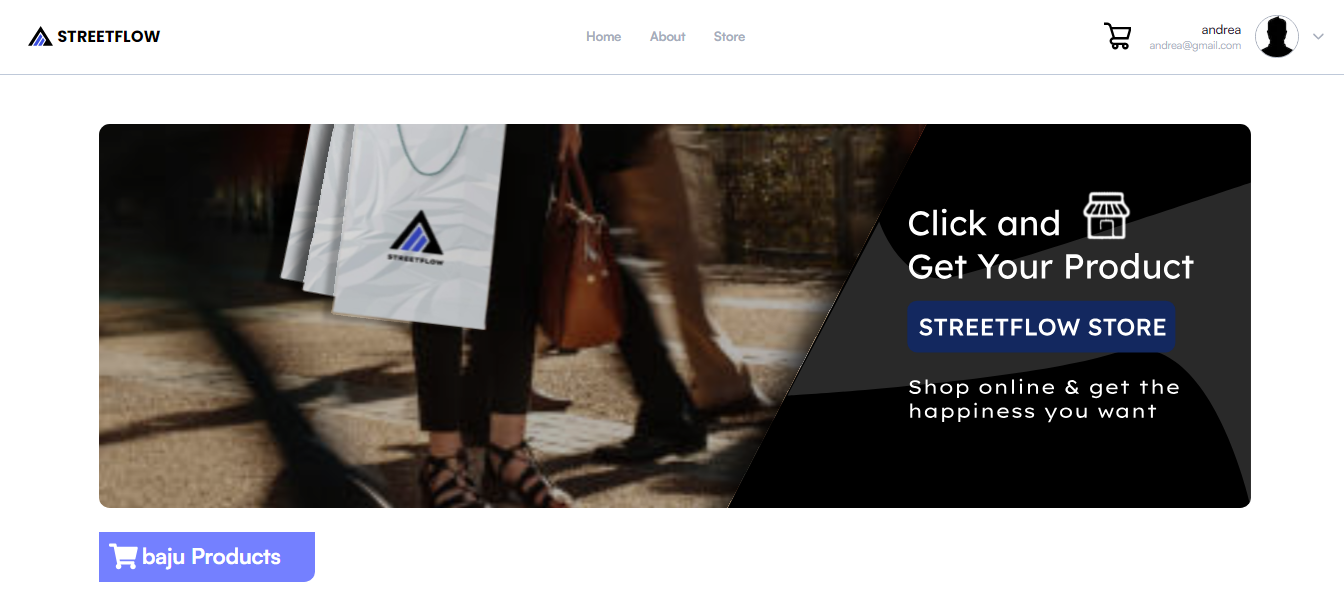 STREETFLOW
Home About Store
andrea
andrea@gmail.com
STREETFLOW
Click and
Get Your Product
STREETFLOW STORE
Shop online & get the
happiness you want
baju Products